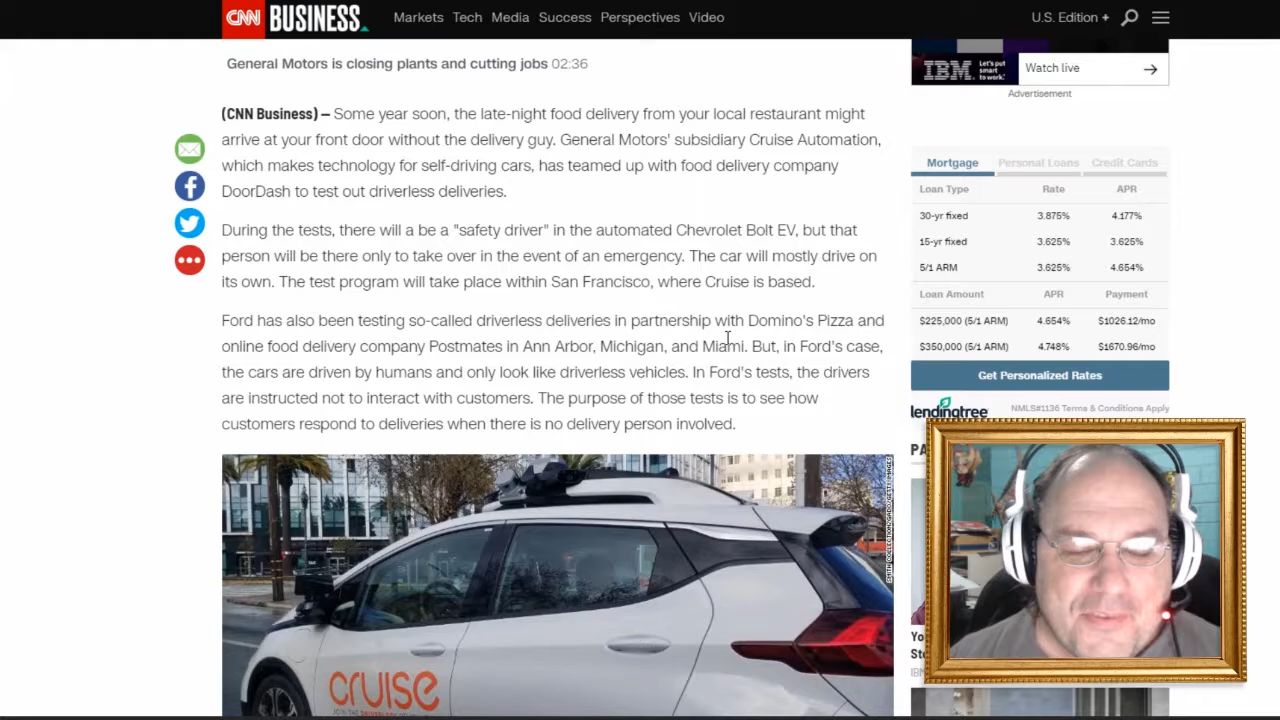 CNN BUSINESS Markets Tech Media Success Perspectives Video U.S. Edition +
General Motors is closing plants and cutting jobs 02:36
(CNN Business) — Some year soon, the late-night food delivery from your local restaurant might
arrive at your front door without the delivery guy. General Motors' subsidiary Cruise Automation,
which makes technology for self-driving cars, has teamed up with food delivery company
DoorDash to test out driverless deliveries.
During the tests, there will a be a "safety driver" in the automated Chevrolet Bolt EV, but that
person will be there only to take over in the event of an emergency. The car will mostly drive on
its own. The test program will take place within San Francisco, where Cruise is based.
Ford has also been testing so-called driverless deliveries in partnership with Domino's Pizza and
online food delivery company Postmates in Ann Arbor, Michigan, and Miami. But, in Ford's case,
the cars are driven by humans and only look like driverless vehicles. In Ford's tests, the drivers
are instructed not to interact with customers. The purpose of those tests is to see how
customers respond to deliveries when there is no delivery person involved.
SMITH COLLECTION/GADO/GETTY IMAGES
cruise
IBM Let's put smart to work. Watch live
Advertisement
Mortgage Personal Loans Credit Cards
Loan Type Rate APR
30-yr fixed 3.875% 4.177%
15-yr fixed 3.625% 3.625%
5/1 ARM 3.625% 4.654%
Loan Amount APR Payment
$225,000 (5/1 ARM) 4.654% $1026.12/mo
$350,000 (5/1 ARM) 4.748% $1670.96/mo
Get Personalized Rates
lendingtree NMLS#1136 Terms & Conditions Apply